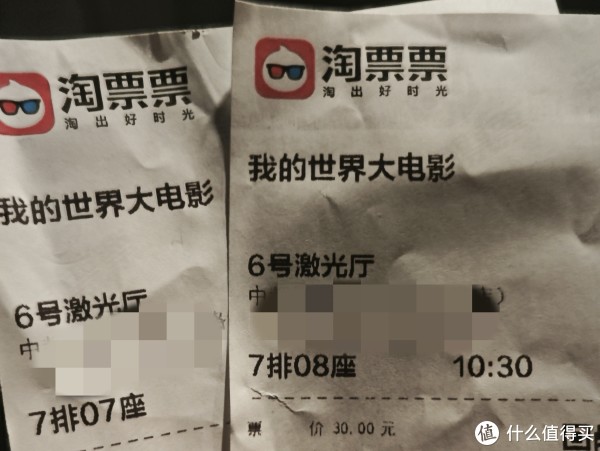 淘票票
淘出好时光
我的世界大电影
6号激光厅
中
7排07座
淘票票
淘出好时光
我的世界大电影
6号激光厅
中
7排08座 10:30
票 价 30.00 元
值 什么值得买